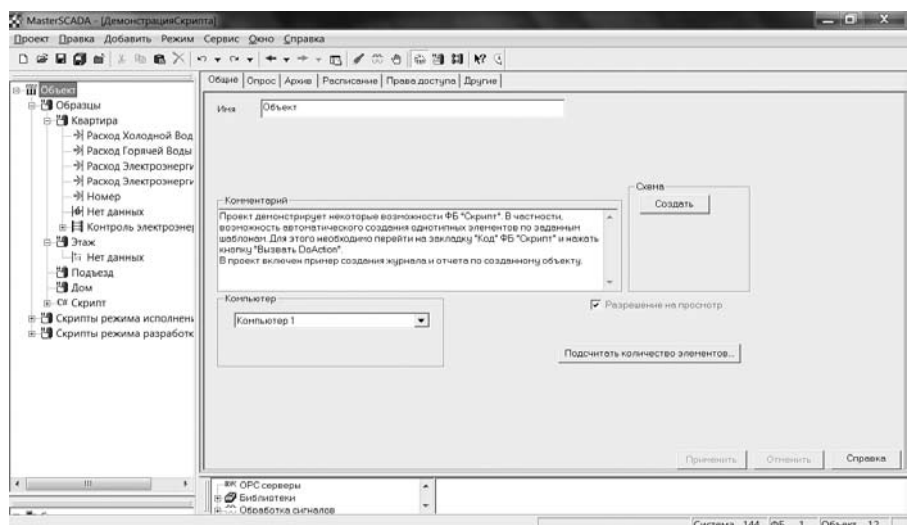 MasterSCADA - [ДемонстрацияСкрипта]
Проект Правка Добавить Режим Сервис Окно Справка
Объект
Образцы
Квартира
Расход Холодной Вод
Расход Горячей Воды
Расход Электроэнерги
Расход Электроэнерги
Номер
Нет данных
Контроль электроэнер
Этаж
Нет данных
Подъезд
Дом
C# Скрипт
Скрипты режима исполнень
Скрипты режима разработк
Общие Опрос Архив Расписание Права доступа Другие
Имя Объект
Комментарий
Проект демонстрирует некоторые возможности ФБ "Скрипт". В частности,
возможность автоматического создания однотипных элементов по заданным
шаблонам. Для этого необходимо перейти на закладку "Код" ФБ "Скрипт" и нажать
кнопку "Вызвать DoAction".
В проект включен пример создания журнала и отчета по созданному объекту.
Схема
Создать
Компьютер
Компьютер 1
Разрешение на просмотр
Подсчитать количество элементов...
Применить Отменить Справка
OPC серверы
Библиотеки
Обработка сигналов
Система 144 ФБ 1 Объект 12